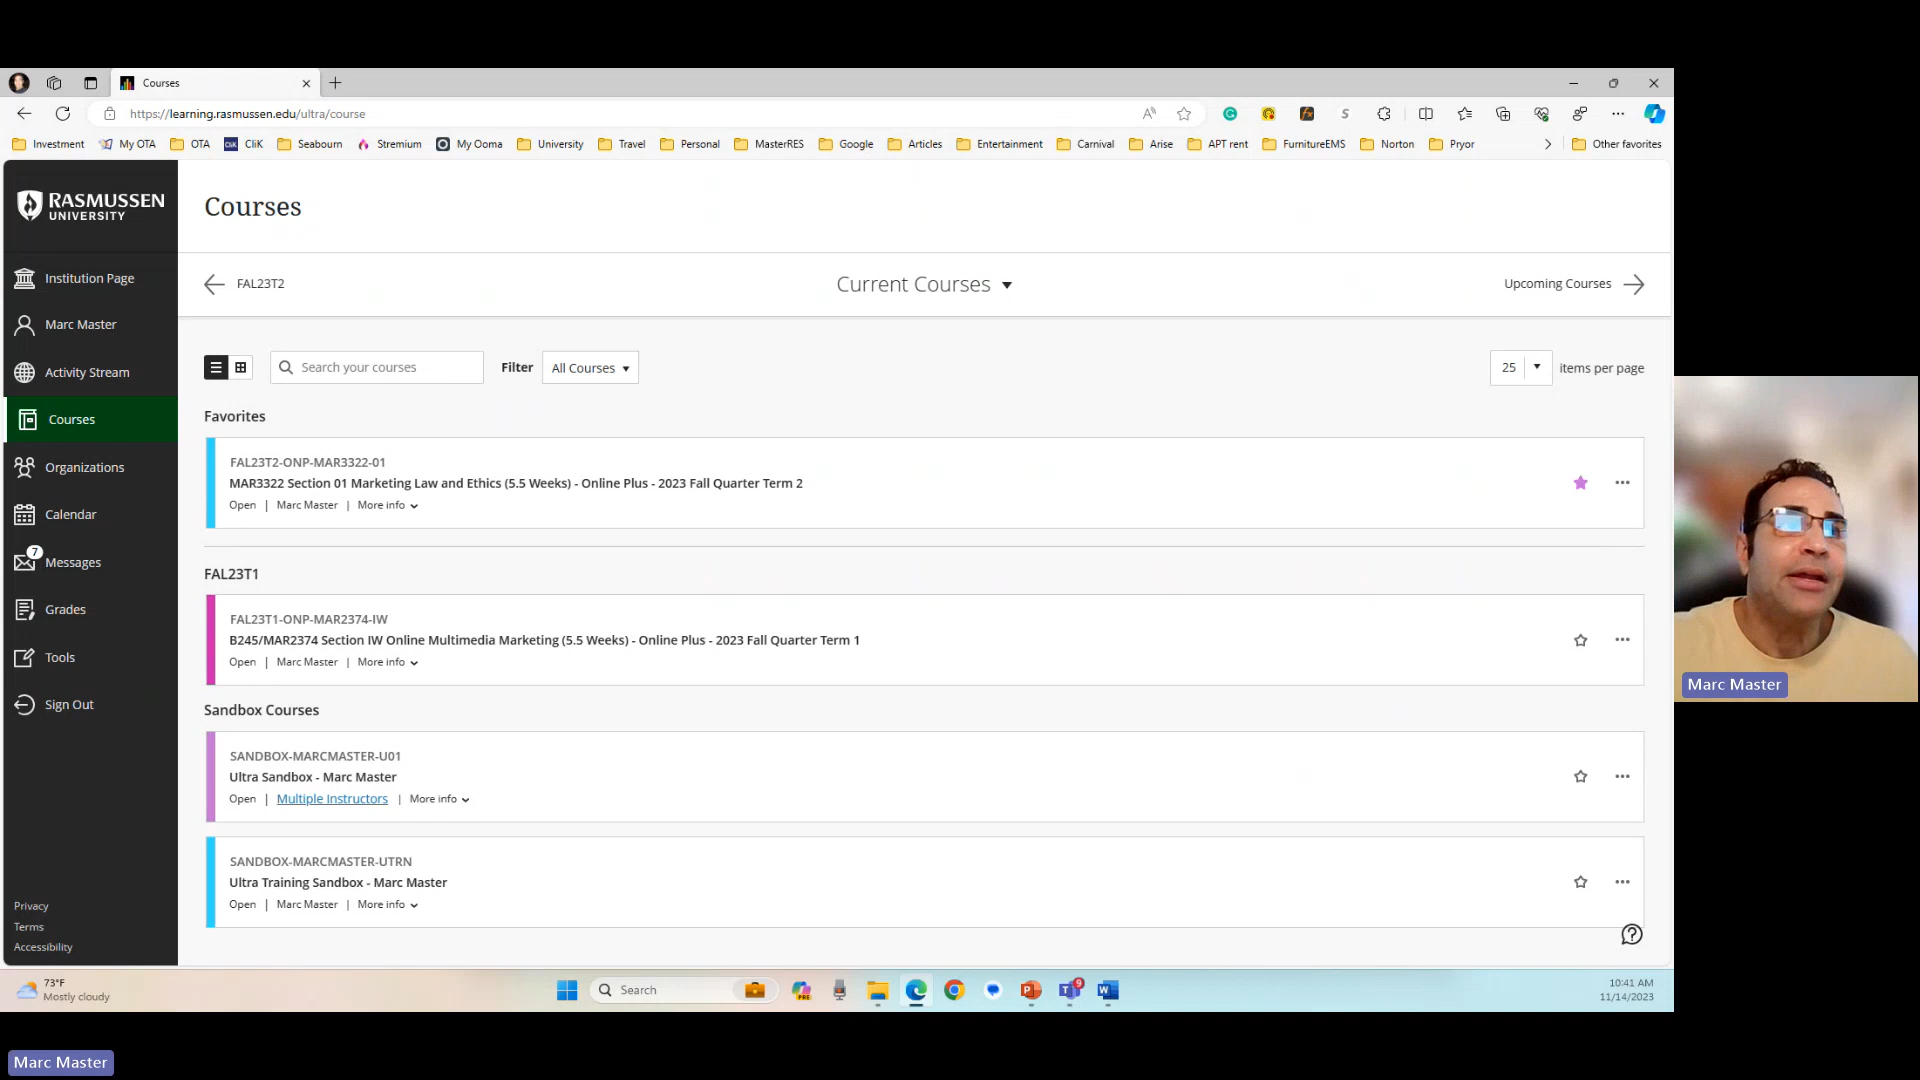 Courses
https://learning.rasmussen.edu/ultra/course
Investment My OTA OTA CliK CliK Seabourn Stremium My Ooma University Travel Personal MasterRES Google Articles Entertainment Carnival Arise APT rent FurnitureEMS Norton Pryor Other favorites
RASMUSSEN
UNIVERSITY
Institution Page
Marc Master
Activity Stream
Courses
Organizations
Calendar
7
Messages
Grades
Tools
Sign Out
Privacy
Terms
Accessibility
Courses
FAL23T2 Current Courses Upcoming Courses
Search your courses Filter All Courses 25 items per page
Favorites
FAL23T2-ONP-MAR3322-01
MAR3322 Section 01 Marketing Law and Ethics (5.5 Weeks) - Online Plus - 2023 Fall Quarter Term 2
Open | Marc Master | More info
FAL23T1
FAL23T1-ONP-MAR2374-IW
B245/MAR2374 Section IW Online Multimedia Marketing (5.5 Weeks) - Online Plus - 2023 Fall Quarter Term 1
Open | Marc Master | More info
Sandbox Courses
SANDBOX-MARCMASTER-U01
Ultra Sandbox - Marc Master
Open | Multiple Instructors | More info
SANDBOX-MARCMASTER-UTRN
Ultra Training Sandbox - Marc Master
Open | Marc Master | More info
Marc Master
73°F
Mostly cloudy
Search
PRE
9
10:41 AM
11/14/2023
Marc Master